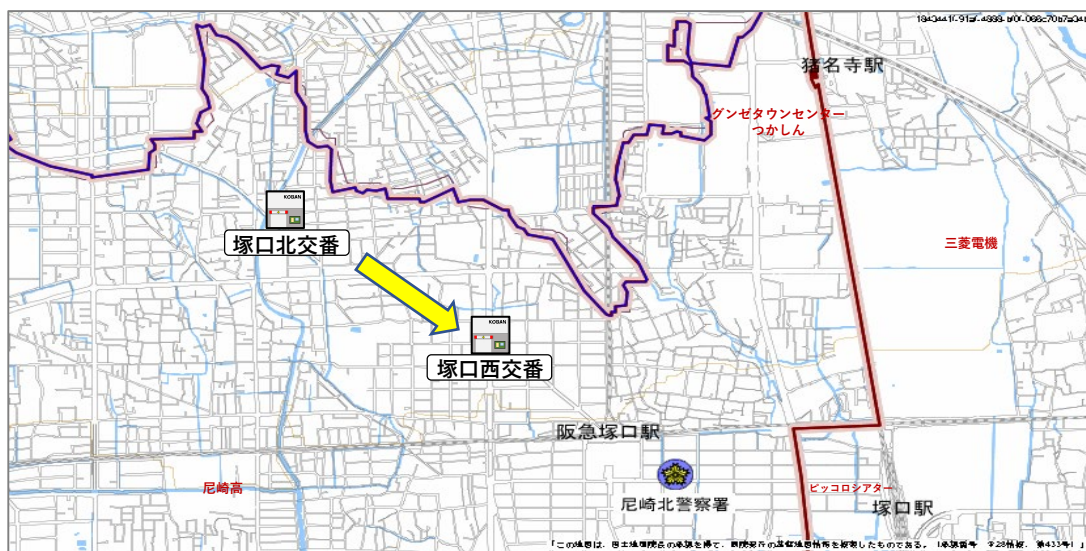 猪名寺駅
グンゼタウンセンター
つかしん
KOBAN
塚口北交番
三菱電機
KOBAN
塚口西交番
阪急塚口駅
尼崎高
尼崎北警察署
ピッコロシアター
塚口駅